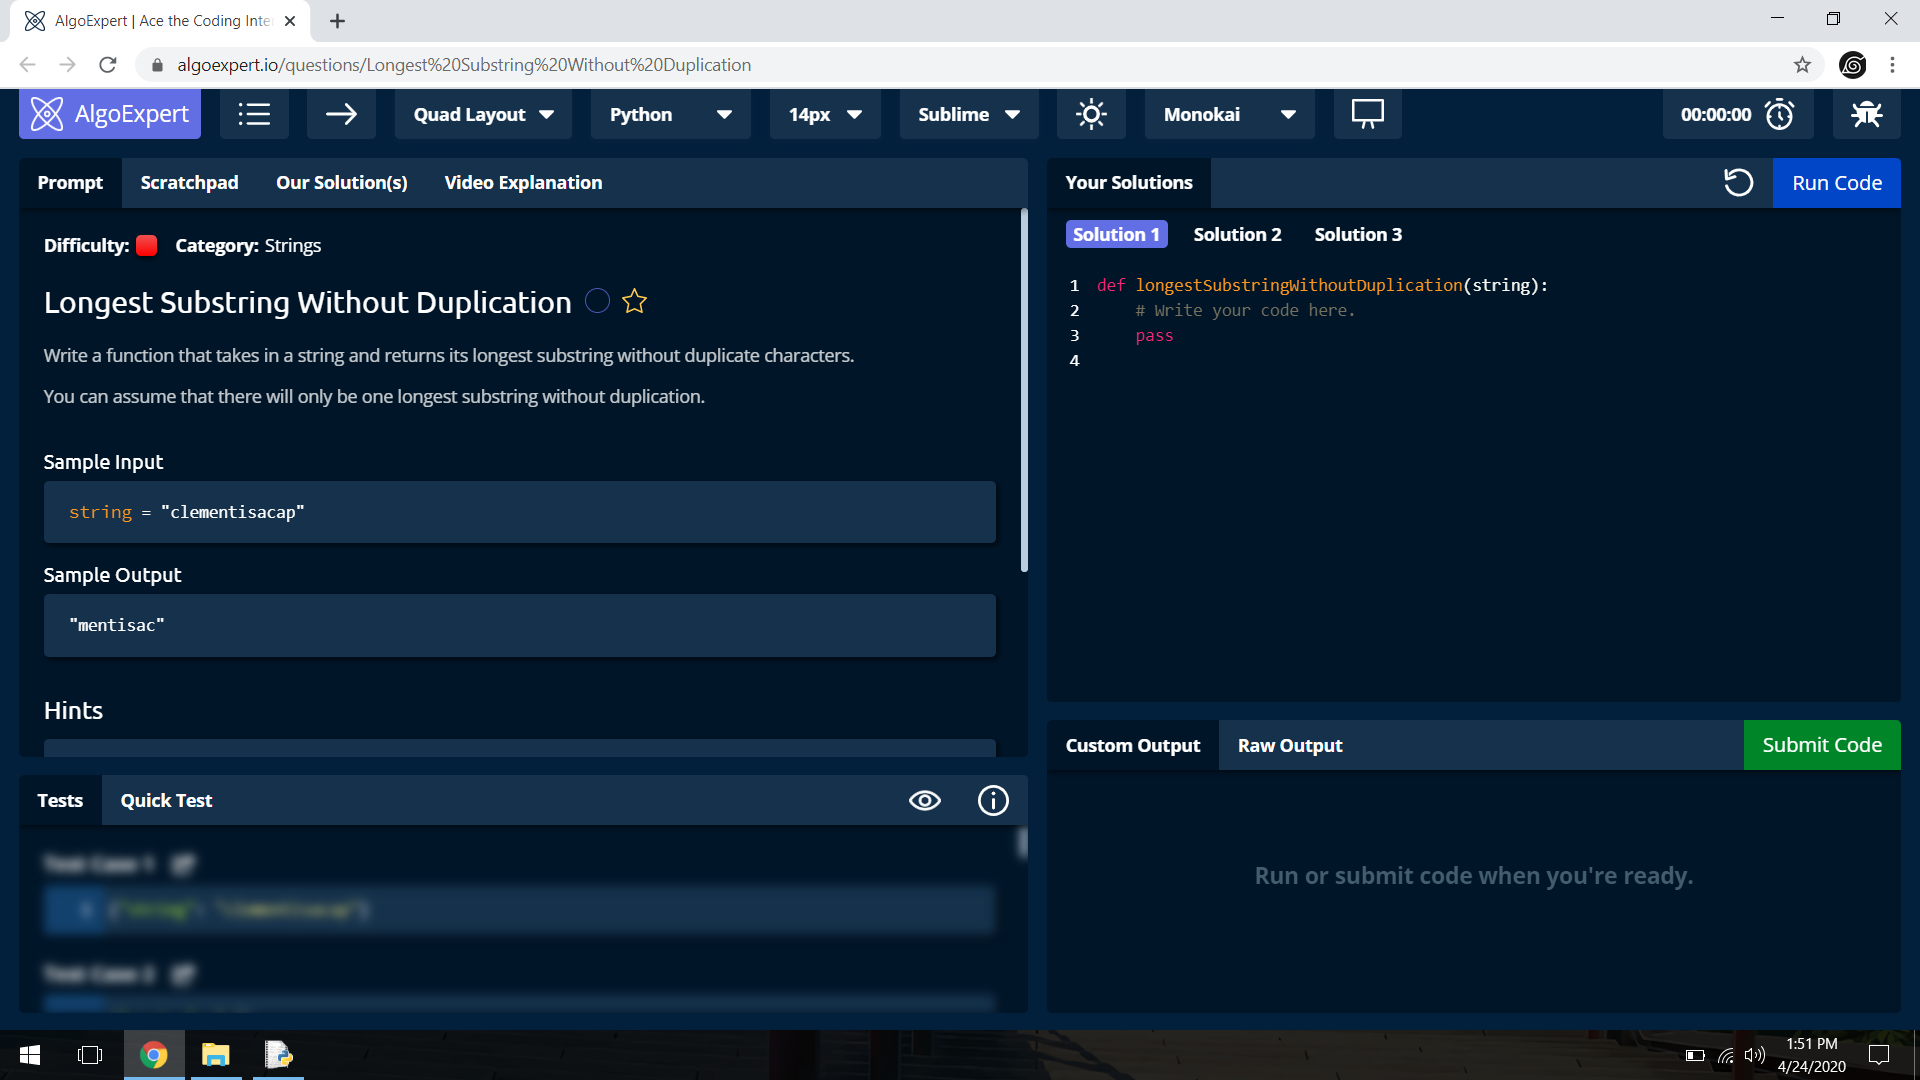 AlgoExpert | Ace the Coding Inte
algoexpert.io/questions/Longest%20Substring%20Without%20Duplication
AlgoExpert
Quad Layout
Python
14px
Sublime
Monokai
00:00:00
Prompt Scratchpad Our Solution(s) Video Explanation
Difficulty: Category: Strings
Longest Substring Without Duplication
Write a function that takes in a string and returns its longest substring without duplicate characters.
You can assume that there will only be one longest substring without duplication.
Sample Input
string = "clementisacap"
Sample Output
"mentisac"
Hints
Tests Quick Test
Test Case 1
1 {"string": "clementisacap"}
Test Case 2
Your Solutions
Run Code
Solution 1 Solution 2 Solution 3
1 def longestSubstringWithoutDuplication(string):
2 # Write your code here.
3 pass
4
Custom Output Raw Output
Submit Code
Run or submit code when you're ready.
1:51 PM
4/24/2020